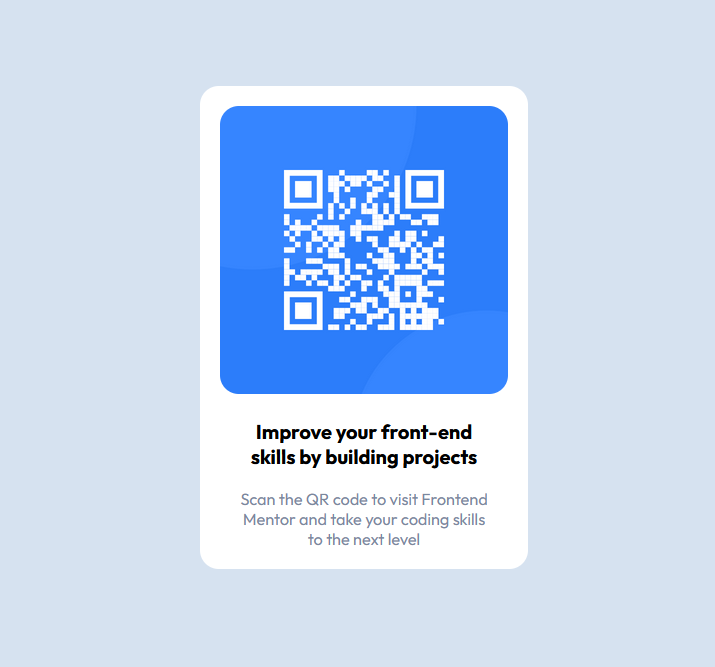 Improve your front-end
skills by building projects
Scan the QR code to visit Frontend
Mentor and take your coding skills
to the next level